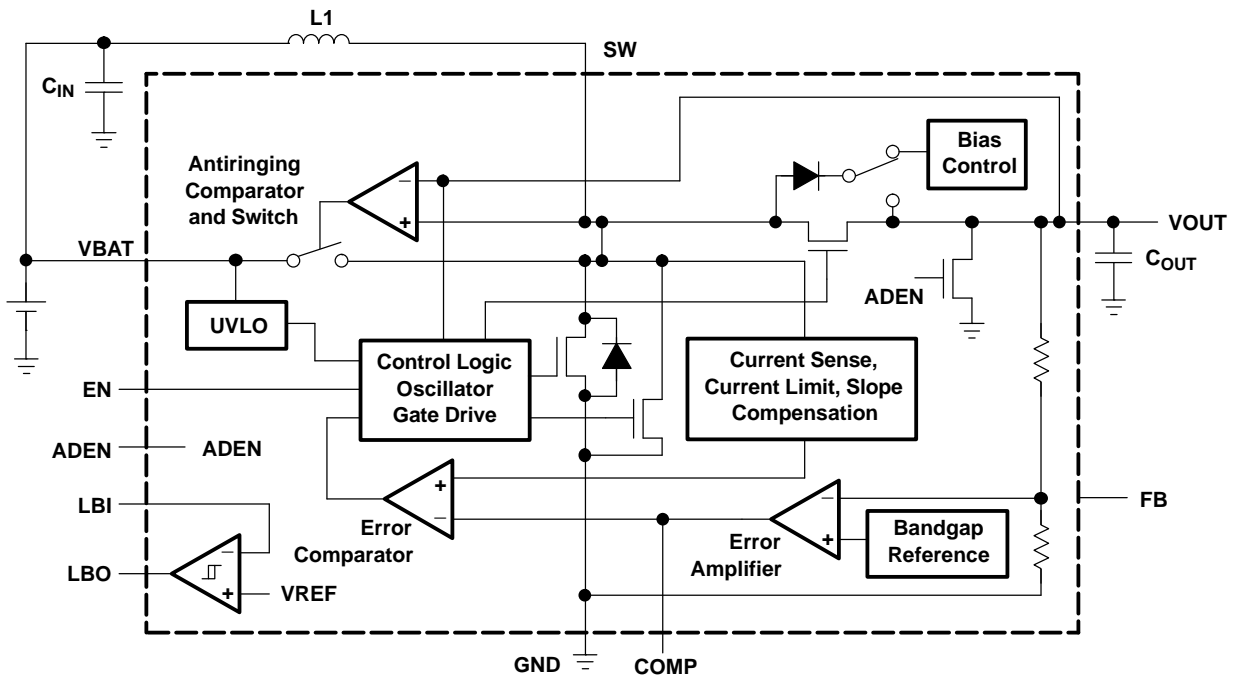 L1
SW
CIN
Antiringing
Comparator
and Switch
−
+
Bias
Control
VBAT
VOUT
COUT
ADEN
UVLO
Control Logic
Oscillator
Gate Drive
Current Sense,
Current Limit, Slope
Compensation
EN
ADEN
ADEN
LBI
LBO
−
+
VREF
Error
Comparator
+
−
Error
Amplifier
−
+
Bandgap
Reference
FB
GND
COMP